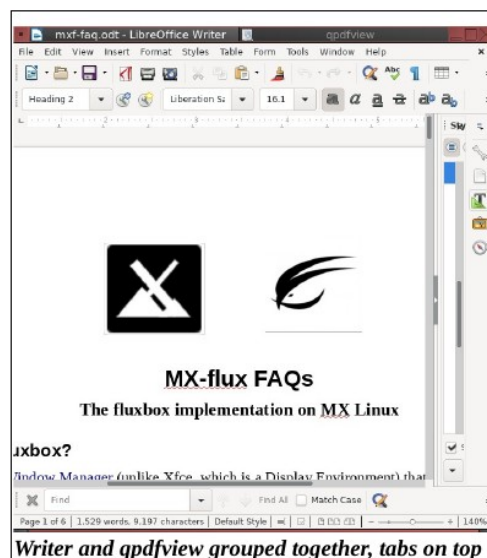 mxf-faq.odt - LibreOffice Writer qpdfview
File Edit View Insert Format Styles Table Form Tools Window Help
Heading 2 Liberation Sa 16.1
MX-flux FAQs
The fluxbox implementation on MX Linux
uxbox?
Window Manager (unlike Xfce, which is a Display Environment) that
Find Find All Match Case
Page 1 of 6 1.529 words, 9.197 characters Default Style 140%
Writer and qpdfview grouped together, tabs on top